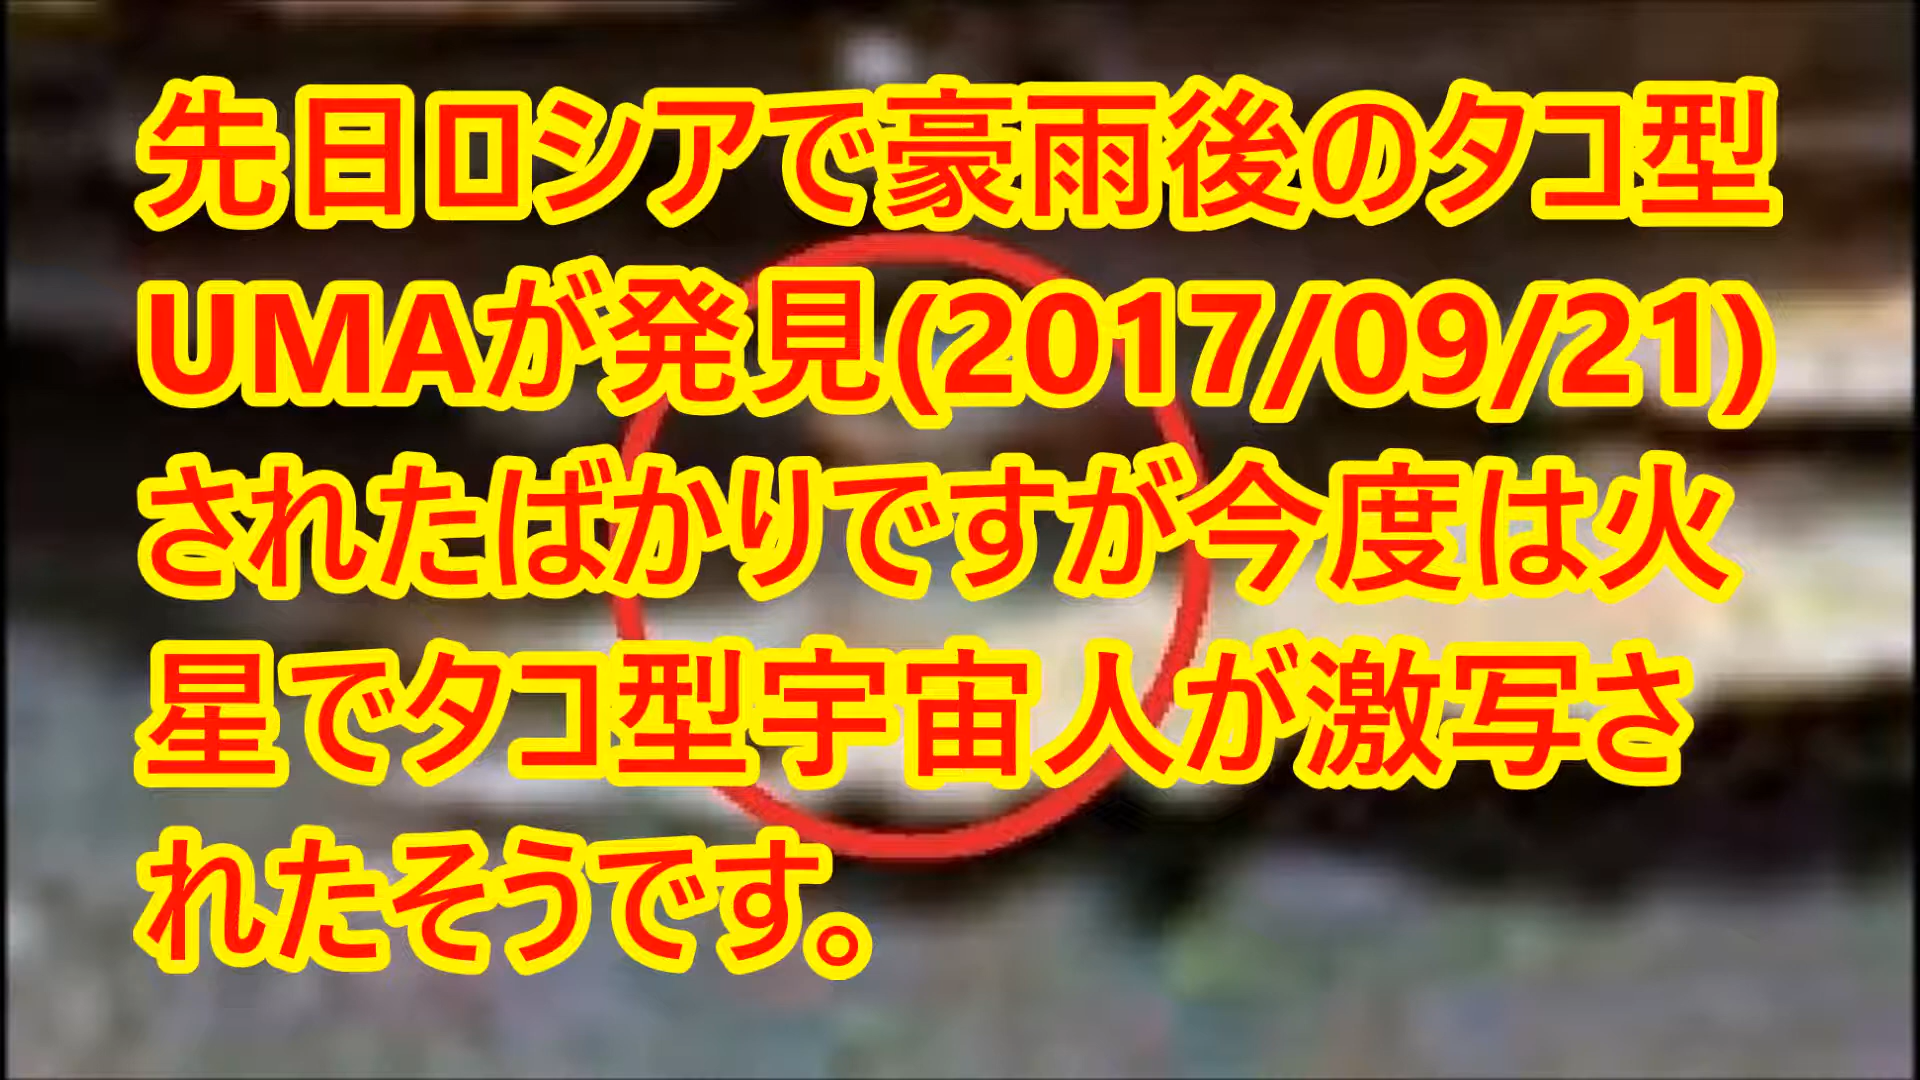 先日ロシアで豪雨後のタコ型
UMAが発見(2017/09/21)
されたばかりですが今度は火
星でタコ型宇宙人が激写さ
れたそうです。